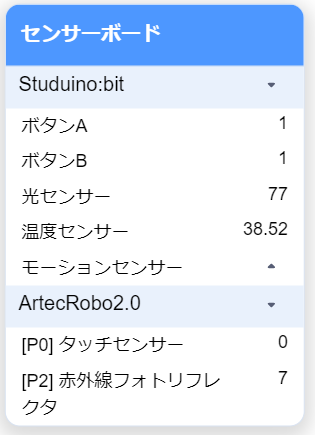 センサーボード
Studuino:bit
ボタンA 1
ボタンB 1
光センサー 77
温度センサー 38.52
モーションセンサー
ArtecRobo2.0
[P0] タッチセンサー 0
[P2] 赤外線フォトリフレ 7
クタ